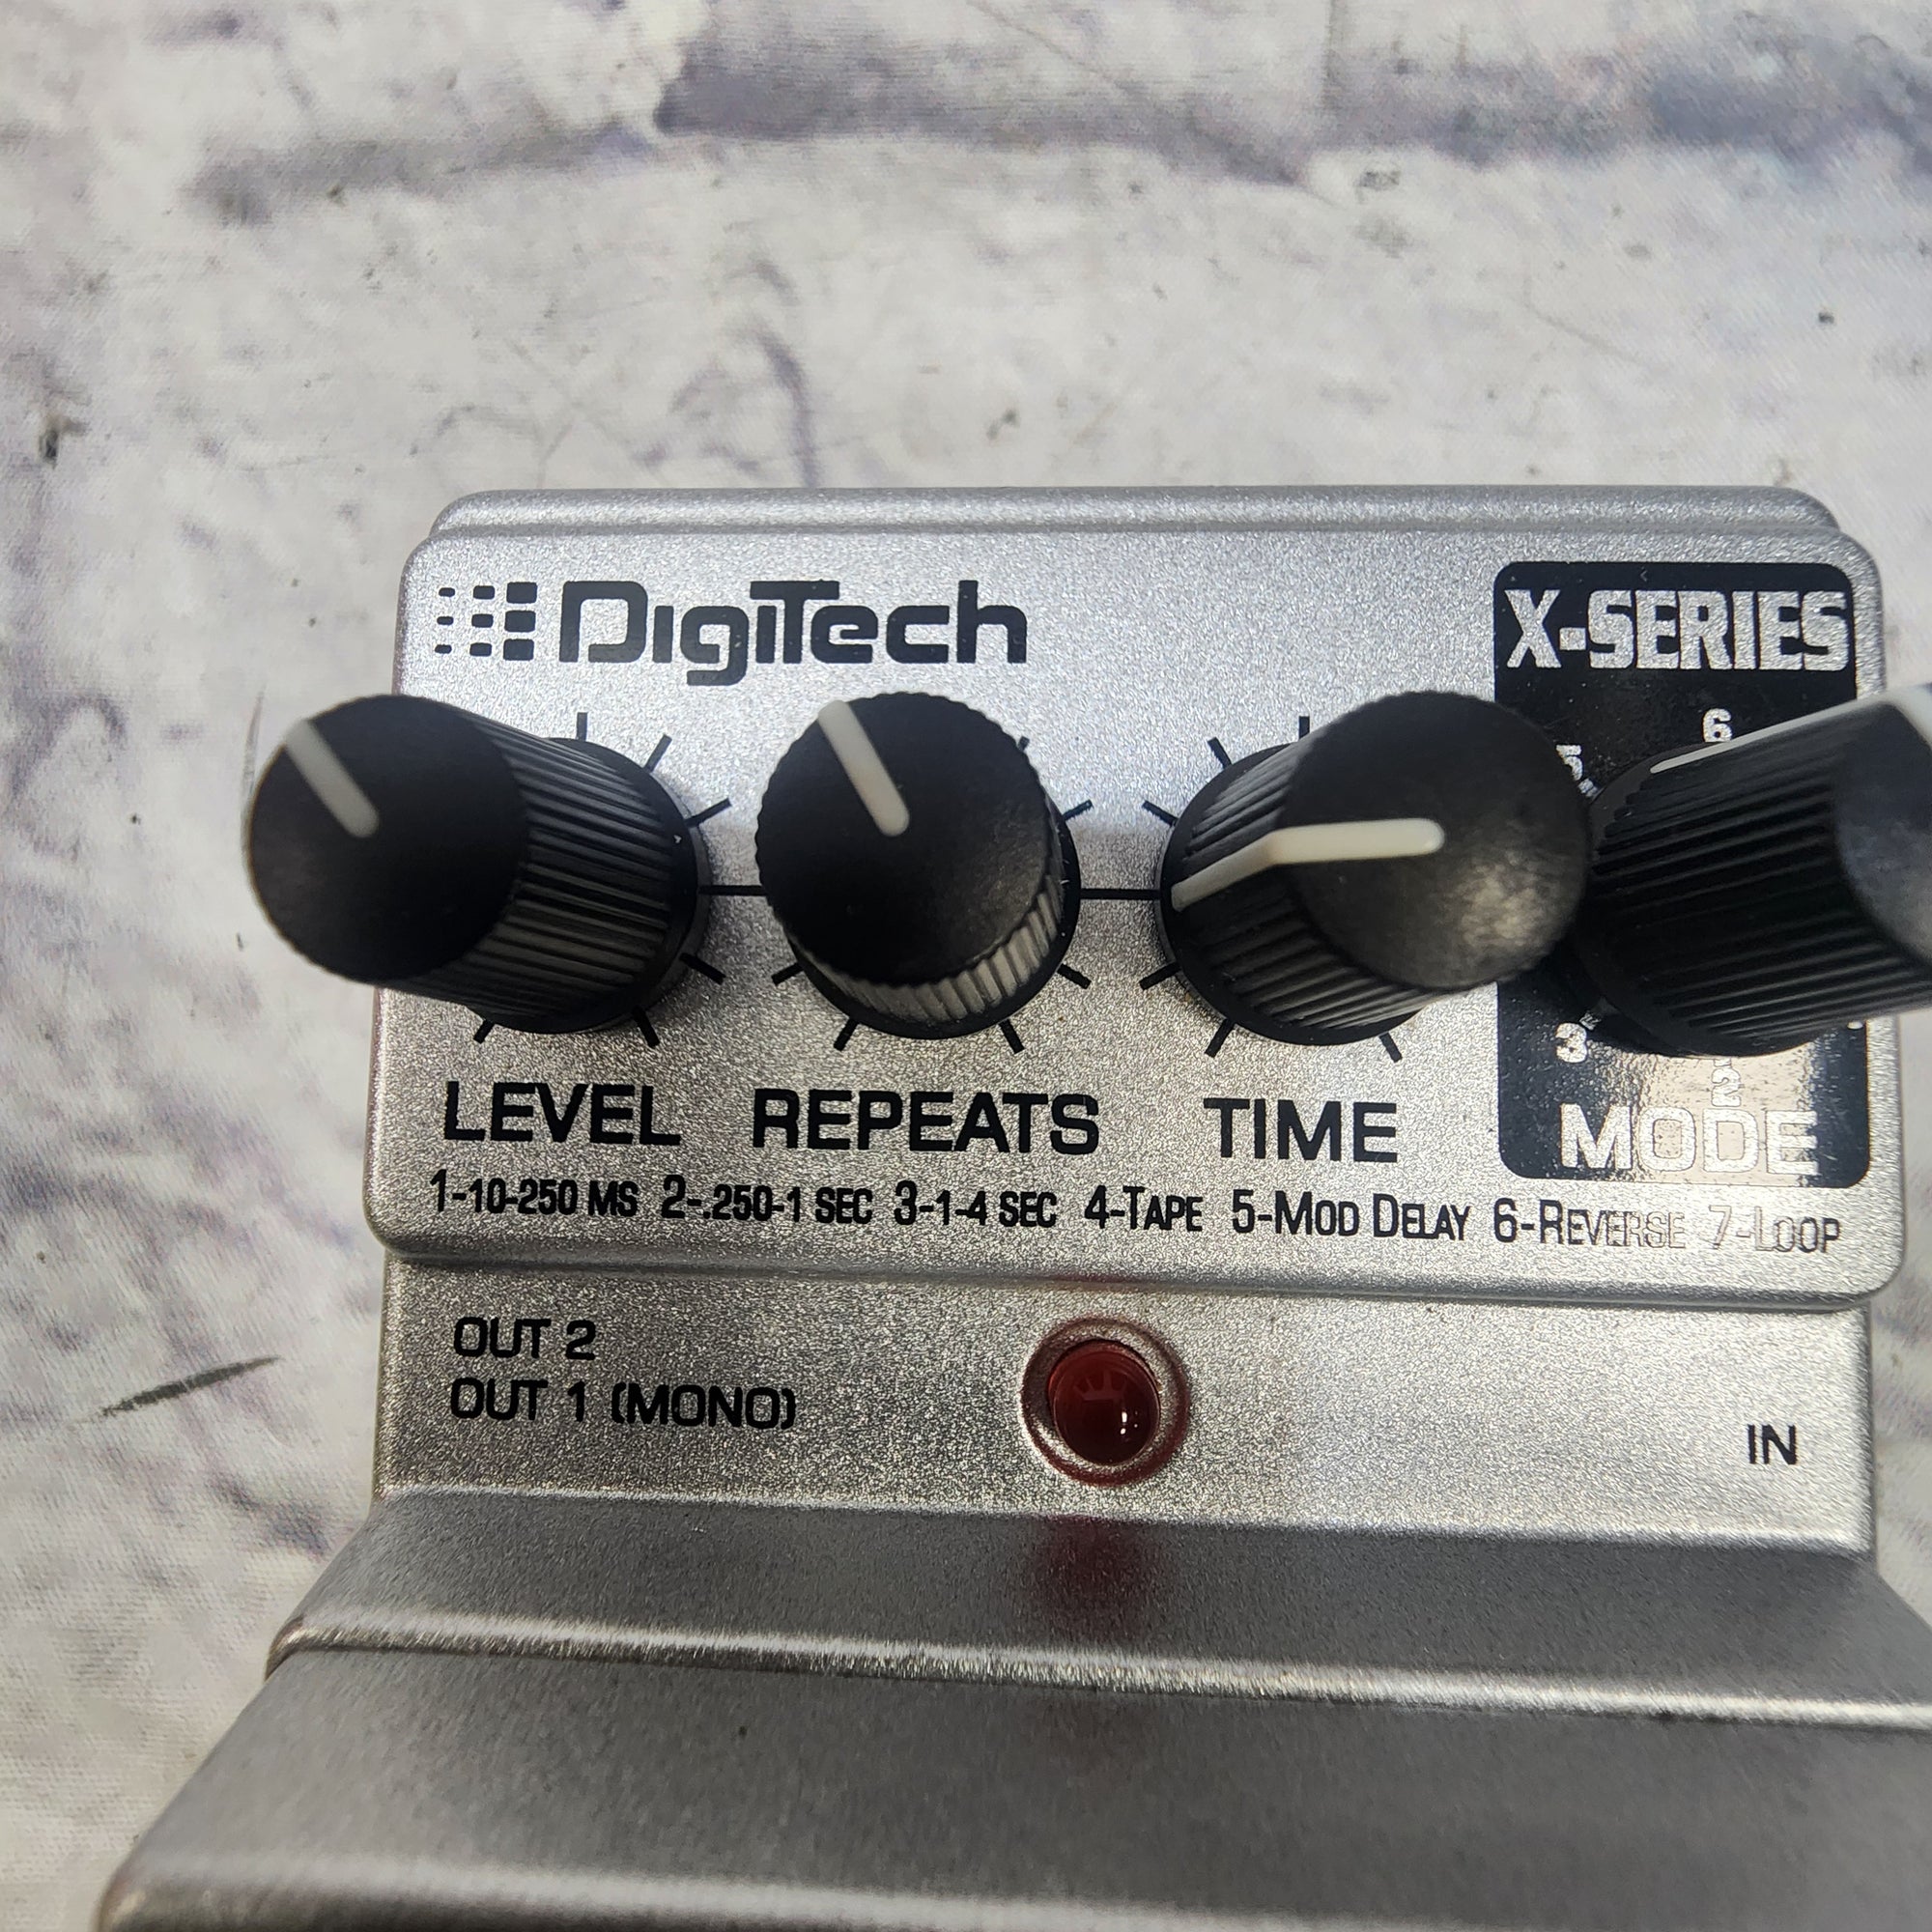 DigiTech
X-SERIES
6
5
3
2
LEVEL REPEATS TIME MODE
1-10-250 MS 2-.250-1 SEC 3-1-4 SEC 4-TAPE 5-MOD DELAY 6-REVERSE 7-LOOP
OUT 2
OUT 1 (MONO)
IN